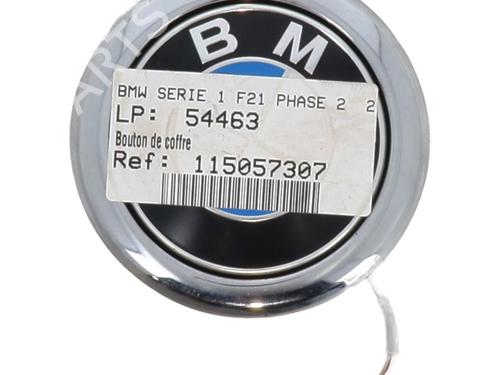 B M
BMW SERIE 1 F21 PHASE 2 2
LP: 54463
Bouton de coffre
Ref: 115057307